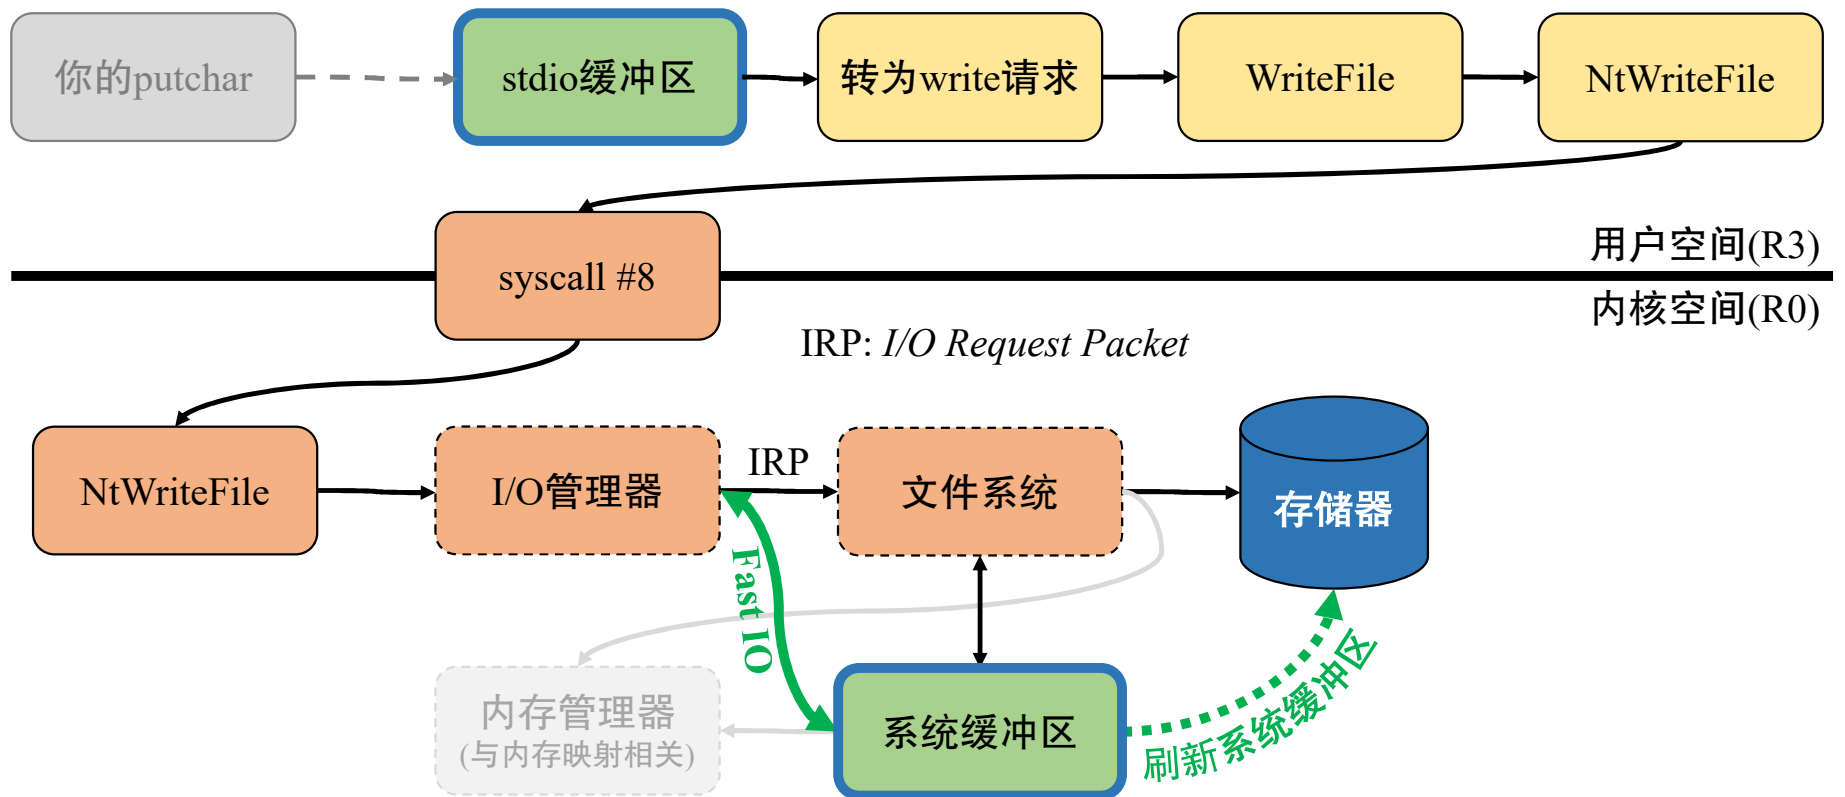 你的putchar
stdio缓冲区
转为write请求
WriteFile
NtWriteFile
syscall #8
用户空间(R3)
内核空间(R0)
IRP: I/O Request Packet
NtWriteFile
I/O管理器
IRP
文件系统
存储器
Fast IO
内存管理器
(与内存映射相关)
系统缓冲区
刷新系统缓冲区